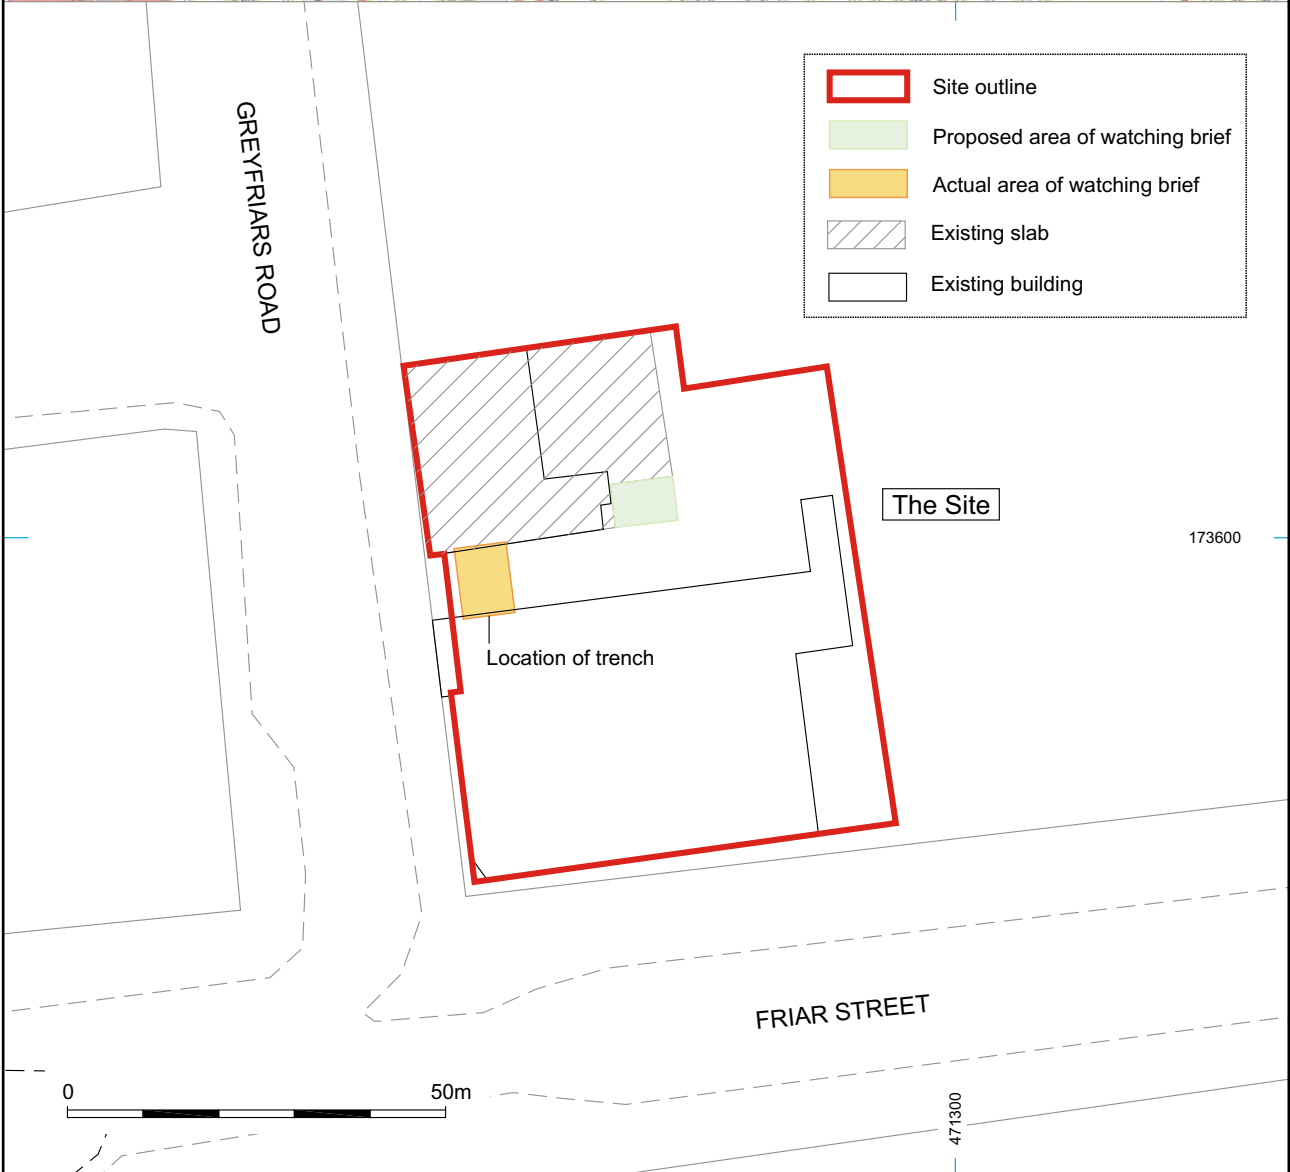 Site outline
Proposed area of watching brief
Actual area of watching brief
Existing slab
Existing building
GREYFRIARS ROAD
The Site
173600
Location of trench
FRIAR STREET
0 50m
471300